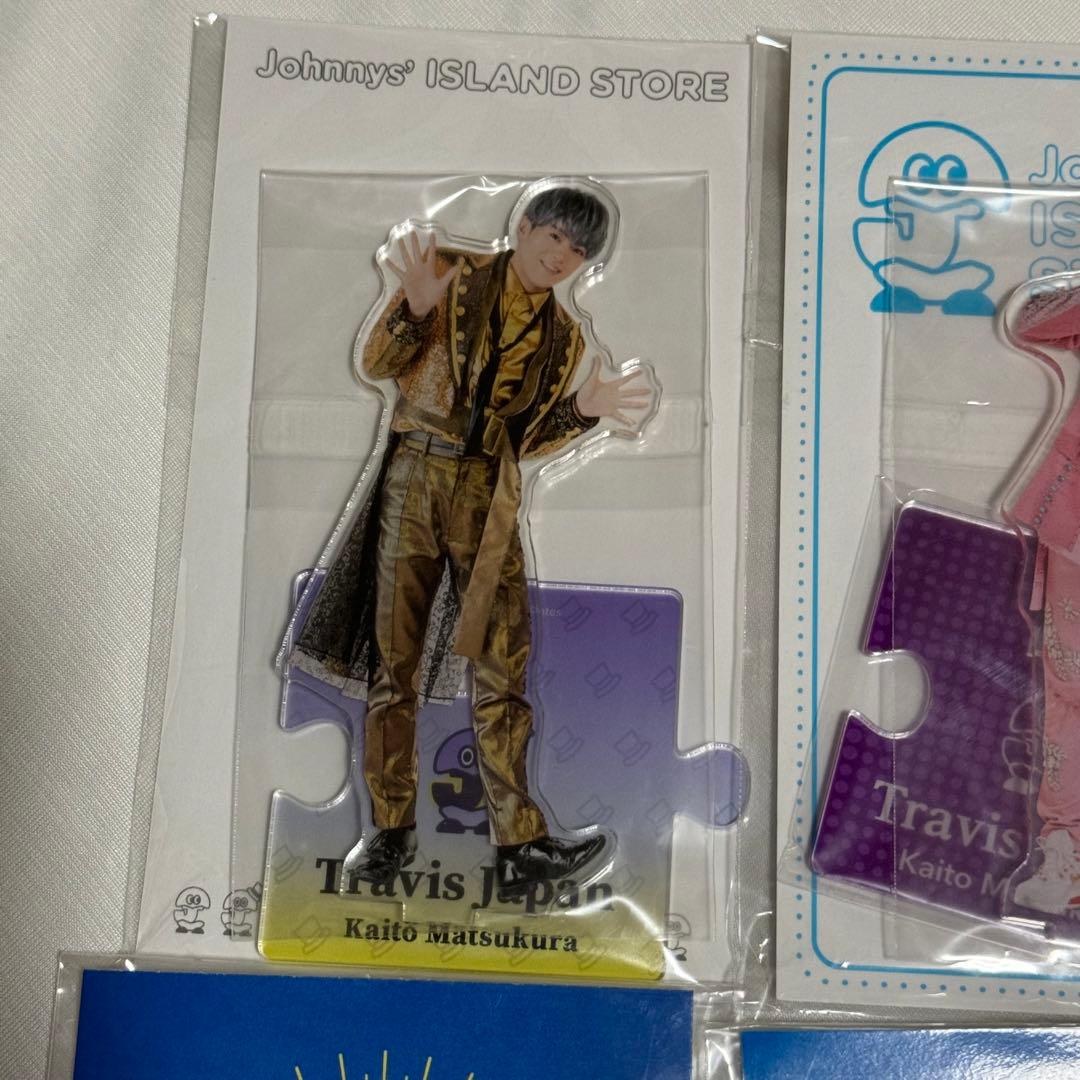 Johnnys' ISLAND STORE
Travis Japan
Kaito Matsukura
Travis
Kaito M